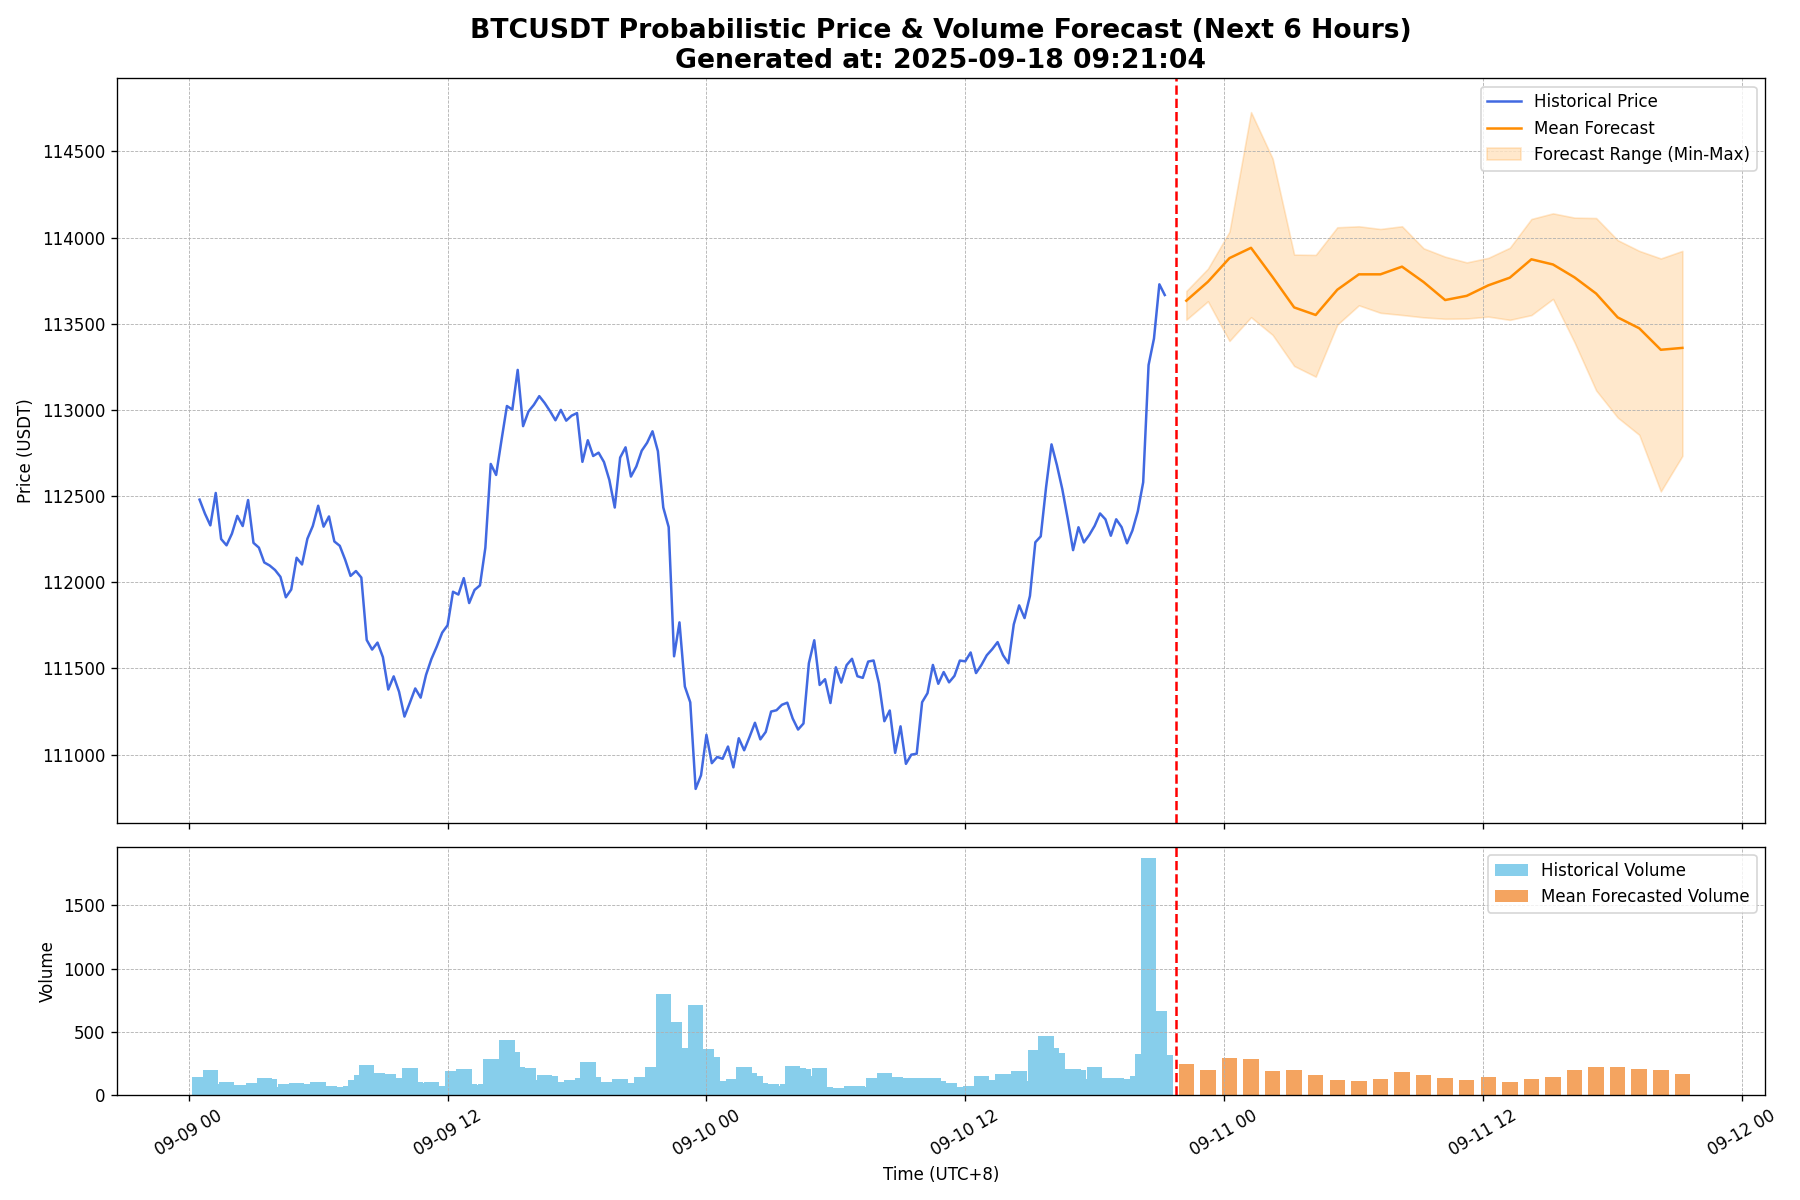 BTCUSDT Probabilistic Price & Volume Forecast (Next 6 Hours)
Generated at: 2025-09-18 09:21:04
Historical Price
Mean Forecast
Forecast Range (Min-Max)
Price (USDT)
114500
114000
113500
113000
112500
112000
111500
111000
Historical Volume
Mean Forecasted Volume
Volume
1500
1000
500
0
09-09 00
09-09 12
09-10 00
09-10 12
09-11 00
09-11 12
09-12 00
Time (UTC+8)